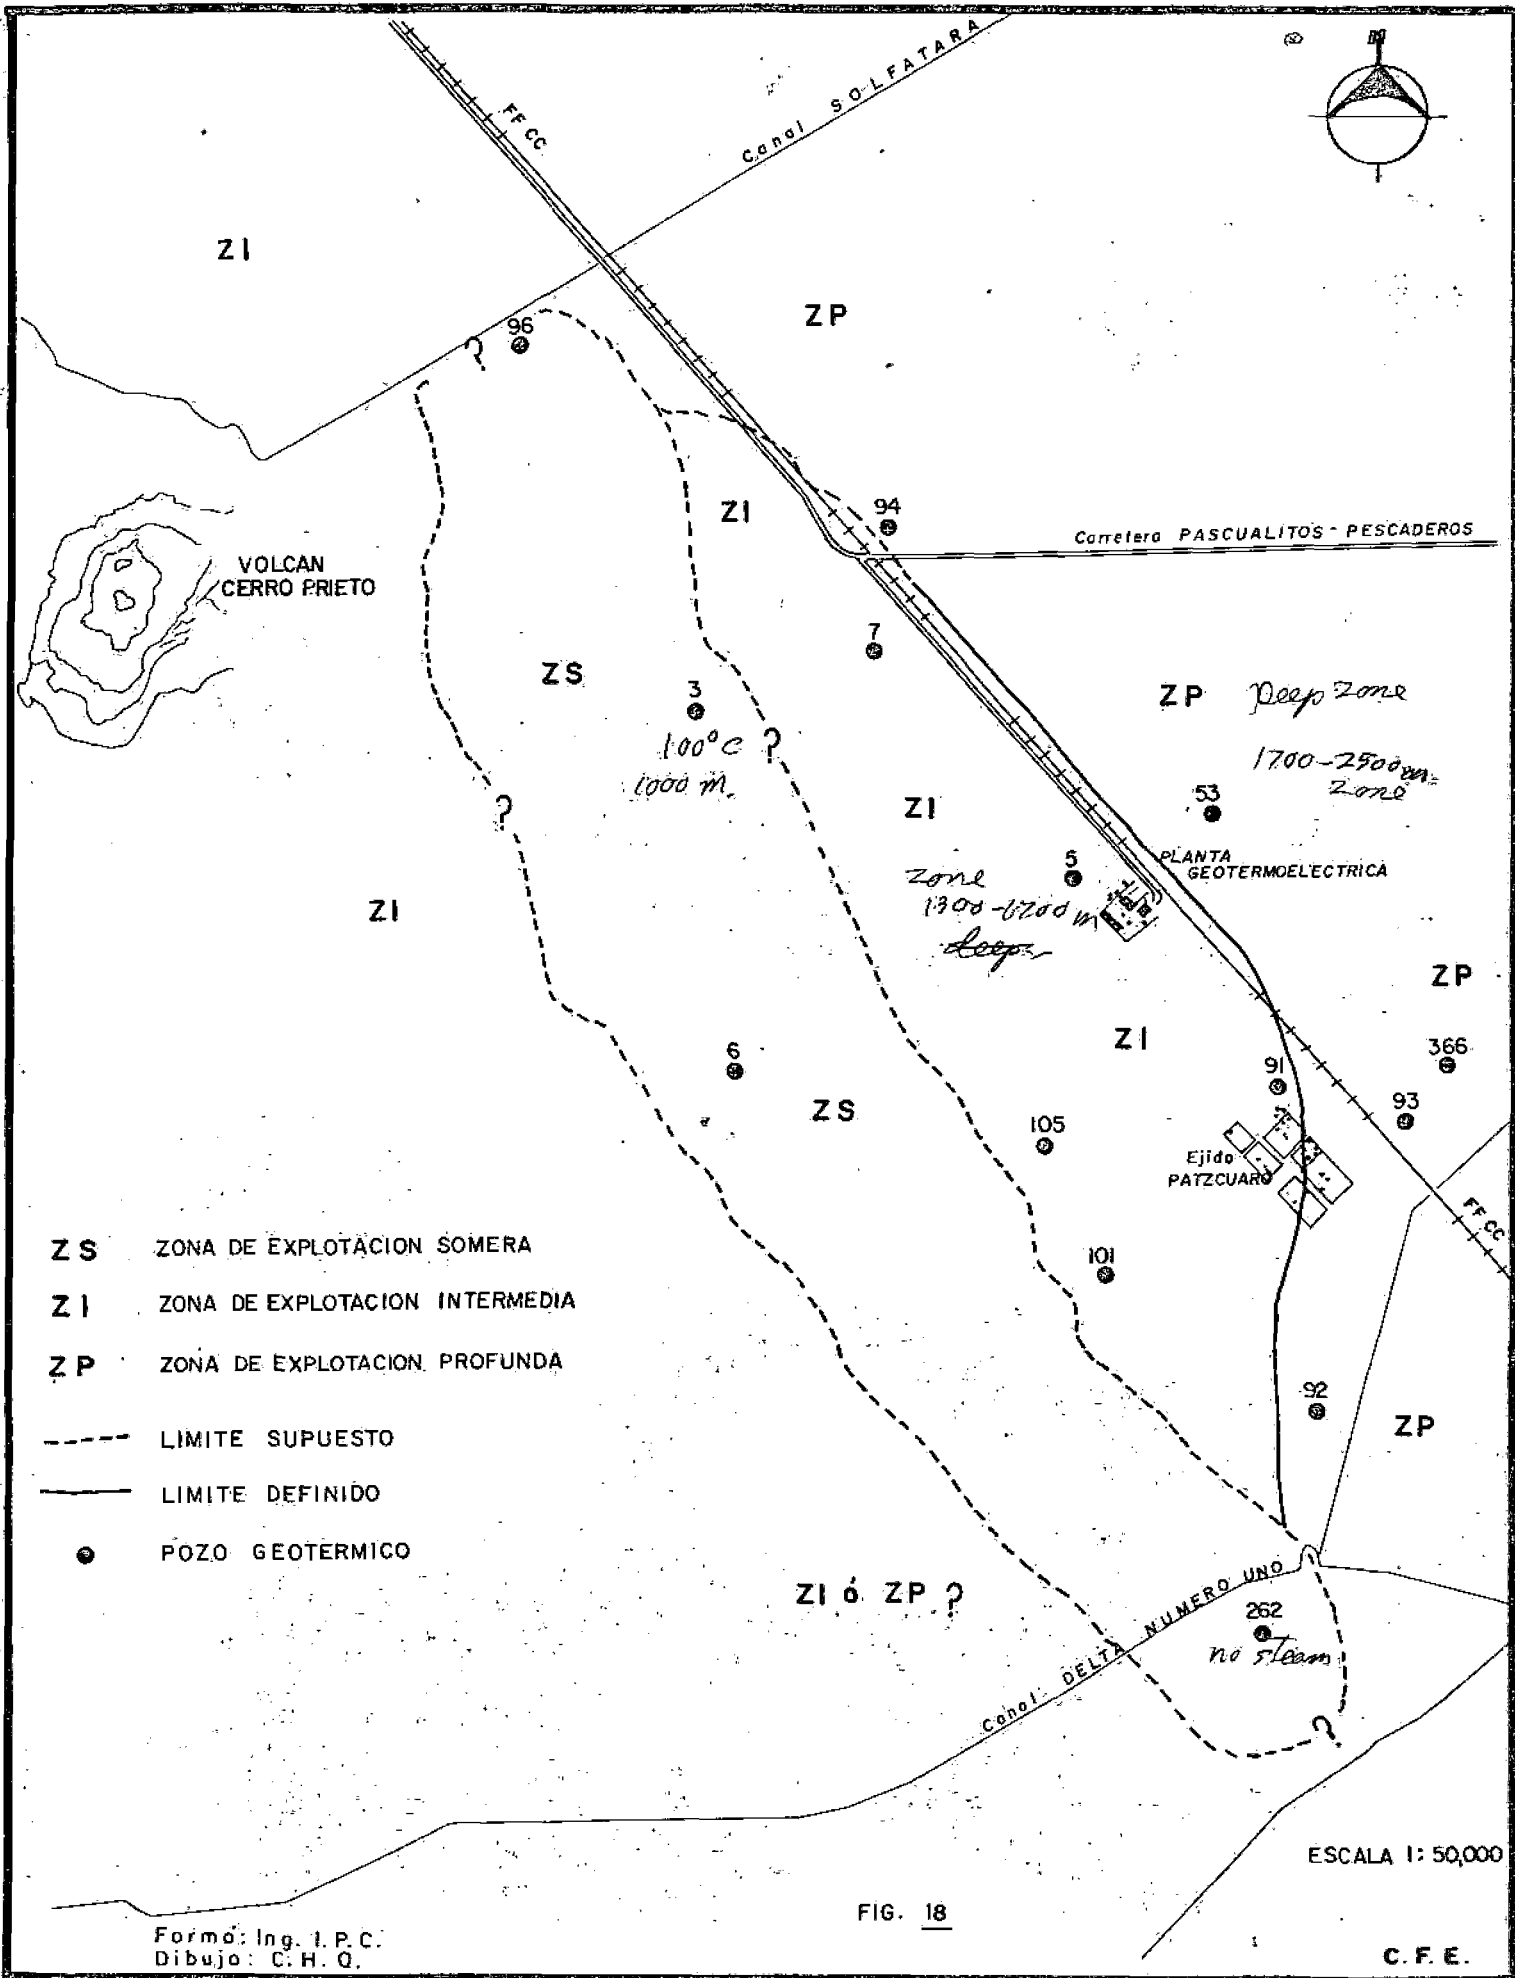 N
FF CC
Canal SOLFATARA
ZI
ZP
96
?
ZI
94
Carretera PASCUALITOS - PESCADEROS
VOLCAN
CERRO PRIETO
7
ZS
3
100°C
1000 m.
?
ZP Deep zone
1700-2500 m
zone
?
ZI
53
5
PLANTA
GEOTERMOELECTRICA
zone
1300-1700 m
deep
ZI
ZP
ZI
6
366
91
93
ZS
105
Ejido
PATZCUARO
FF CC
101
ZS ZONA DE EXPLOTACION SOMERA
ZI ZONA DE EXPLOTACION INTERMEDIA
ZP ZONA DE EXPLOTACION PROFUNDA
92
ZP
LIMITE SUPUESTO
LIMITE DEFINIDO
POZO GEOTERMICO
ZI ó ZP ?
Canal DELTA NUMERO UNO
262
no steam
?
ESCALA 1:50,000
FIG. 18
Formó: Ing. I. P. C.
Dibujo: C. H. Q.
C. F. E.